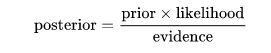 posterior = prior × likelihood / evidence